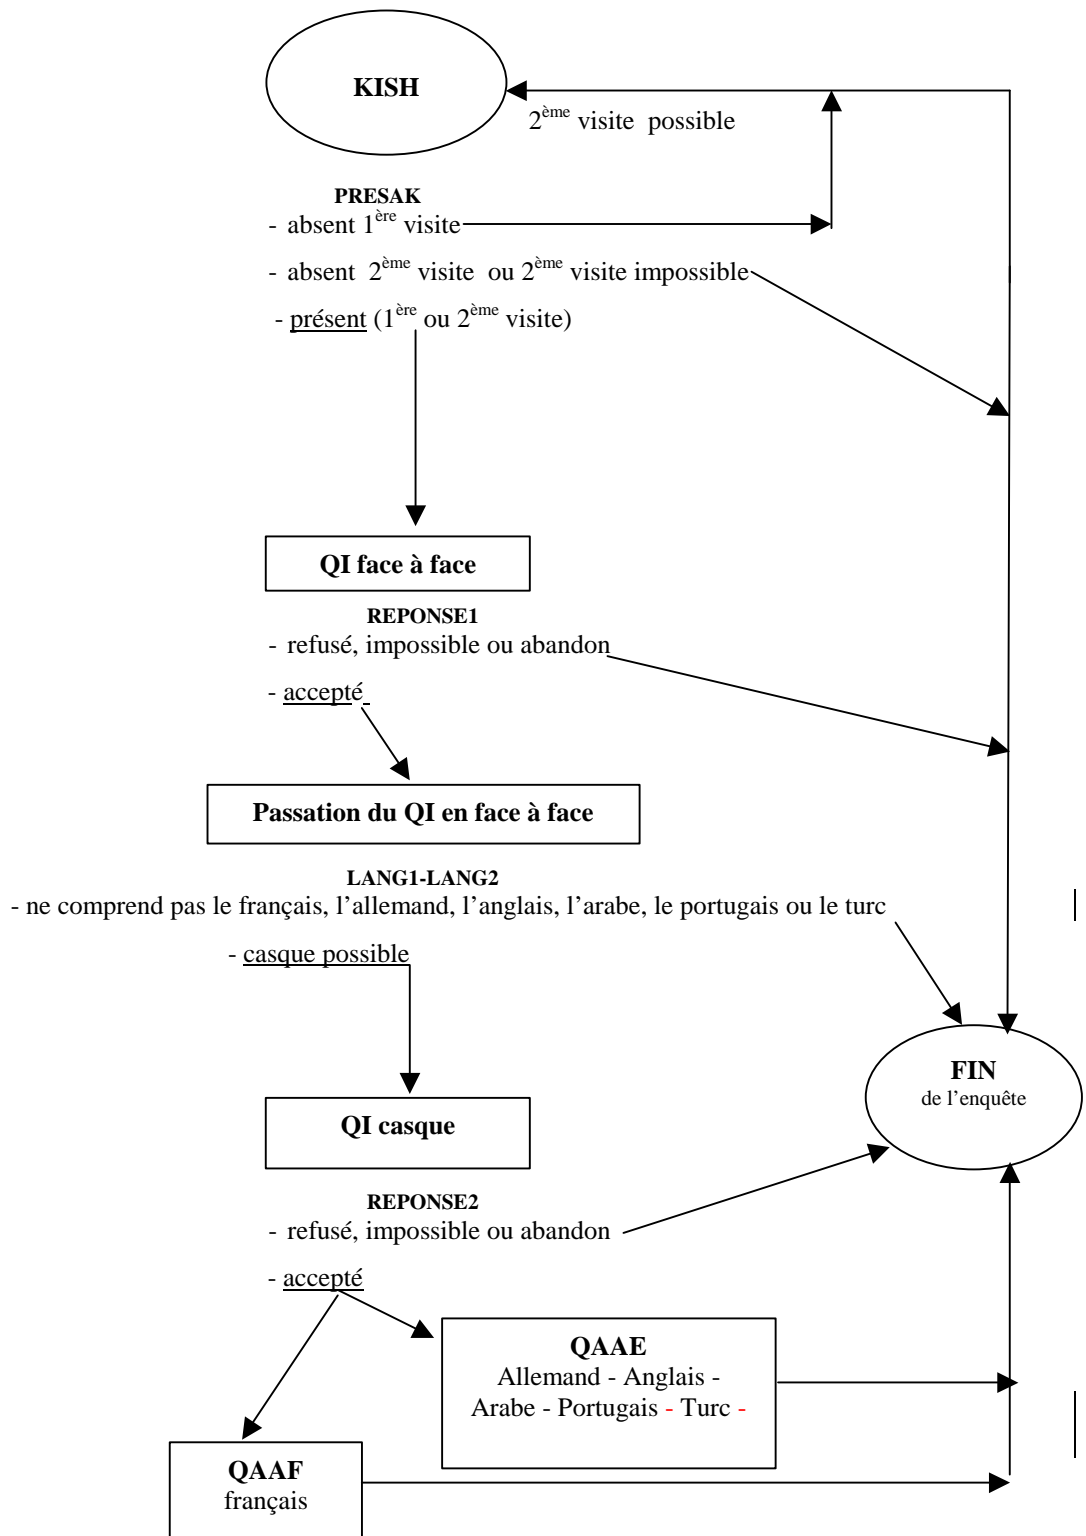 KISH
2ème visite possible
PRESAK
- absent 1ère visite
- absent 2ème visite ou 2ème visite impossible
- présent (1ère ou 2ème visite)
QI face à face
REPONSE1
- refusé, impossible ou abandon
- accepté
Passation du QI en face à face
LANG1-LANG2
- ne comprend pas le français, l'allemand, l'anglais, l'arabe, le portugais ou le turc
- casque possible
FIN
de l'enquête
QI casque
REPONSE2
- refusé, impossible ou abandon
- accepté
QAAE
Allemand - Anglais -
Arabe - Portugais - Turc -
QAAF
français